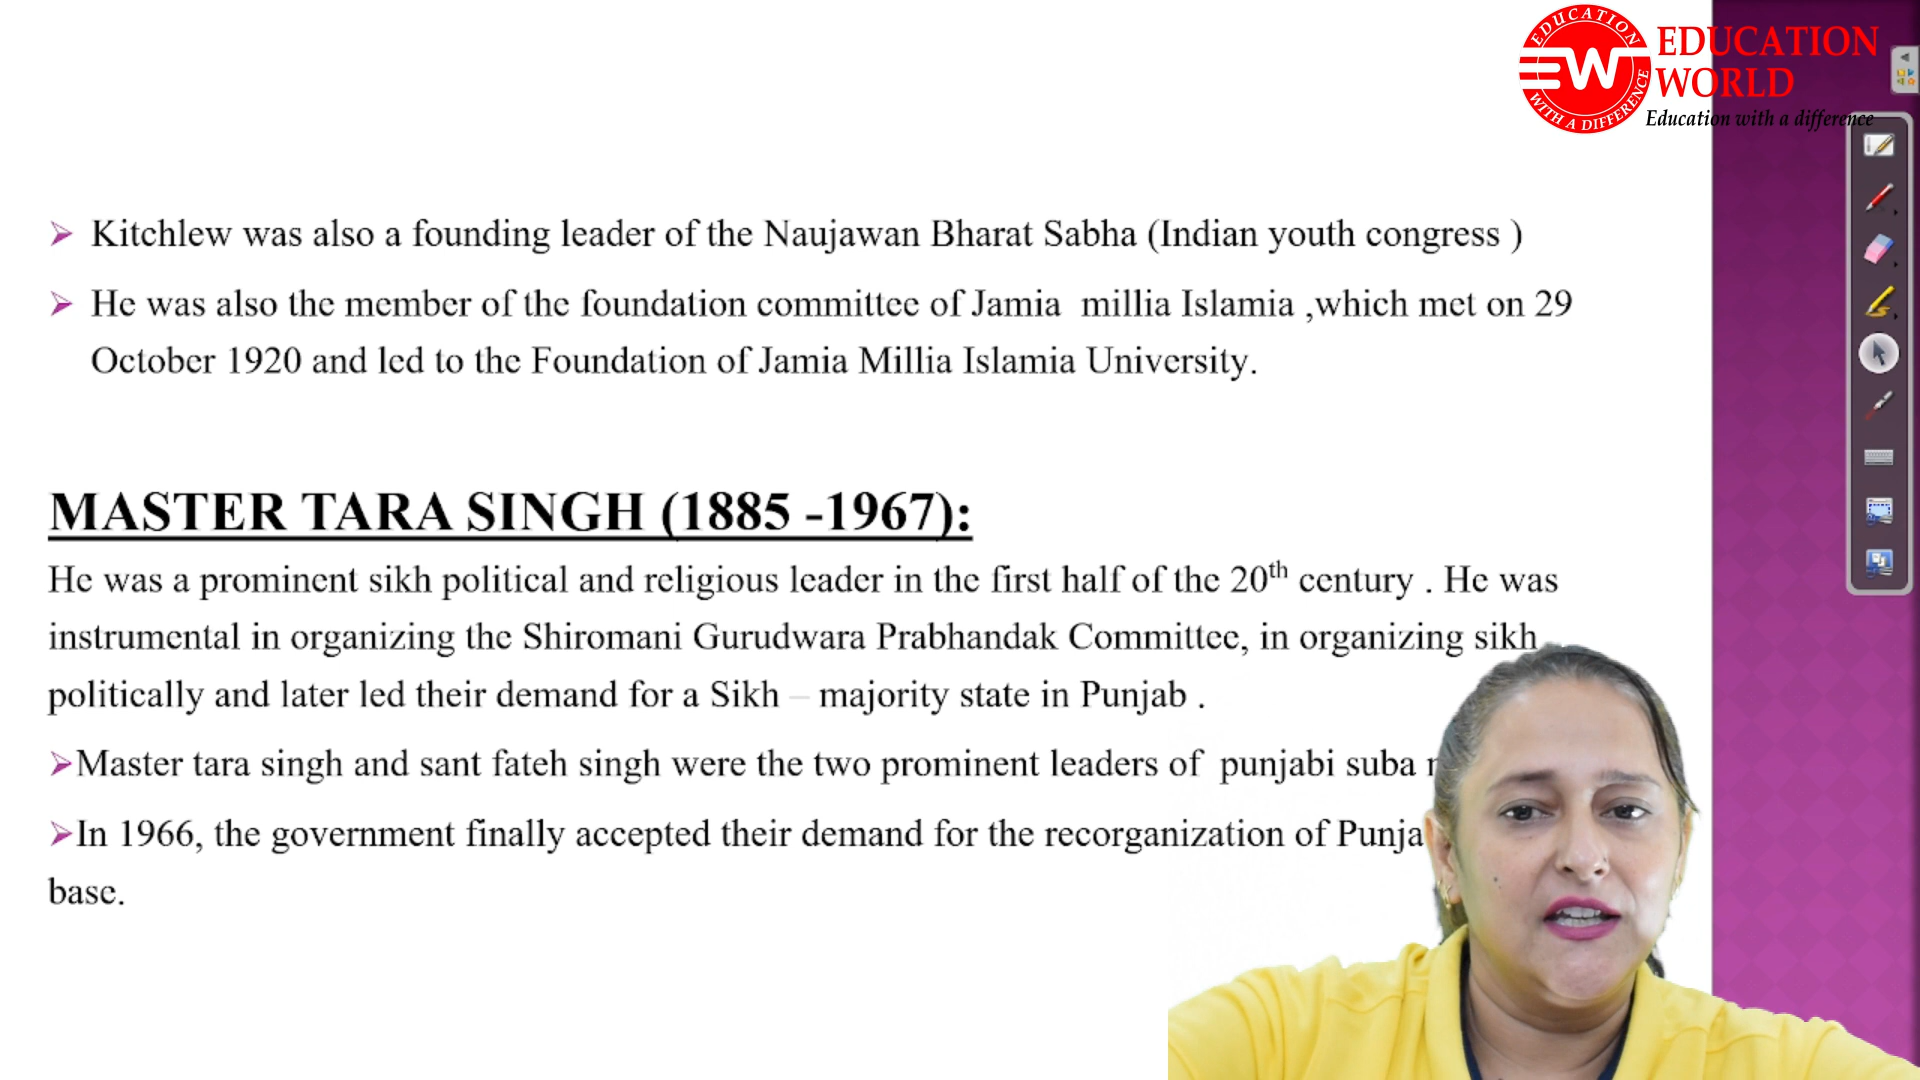 EDUCATION
EW
WITH A DIFFERENCE
EDUCATION
WORLD
Education with a difference
Kitchlew was also a founding leader of the Naujawan Bharat Sabha (Indian youth congress )
He was also the member of the foundation committee of Jamia millia Islamia ,which met on 29
October 1920 and led to the Foundation of Jamia Millia Islamia University.
MASTER TARA SINGH (1885 -1967):
He was a prominent sikh political and religious leader in the first half of the 20th century . He was
instrumental in organizing the Shiromani Gurudwara Prabhandak Committee, in organizing sikh
politically and later led their demand for a Sikh – majority state in Punjab .
Master tara singh and sant fateh singh were the two prominent leaders of punjabi suba
In 1966, the government finally accepted their demand for the recorganization of Punja
base.